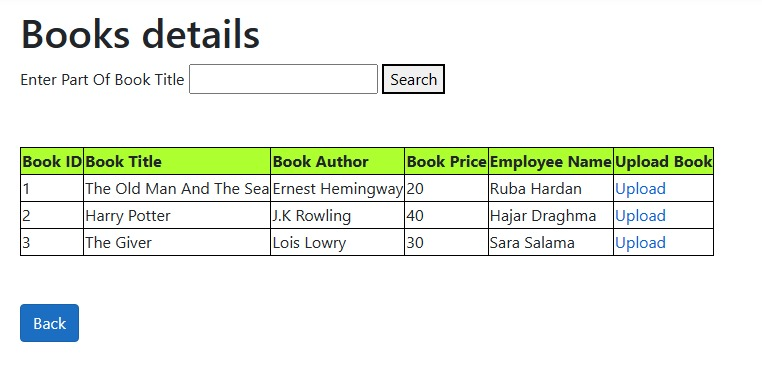 Books details
Enter Part Of Book Title Search
Book ID Book Title Book Author Book Price Employee Name Upload Book
1 The Old Man And The Sea Ernest Hemingway 20 Ruba Hardan Upload
2 Harry Potter J.K Rowling 40 Hajar Draghma Upload
3 The Giver Lois Lowry 30 Sara Salama Upload
Back